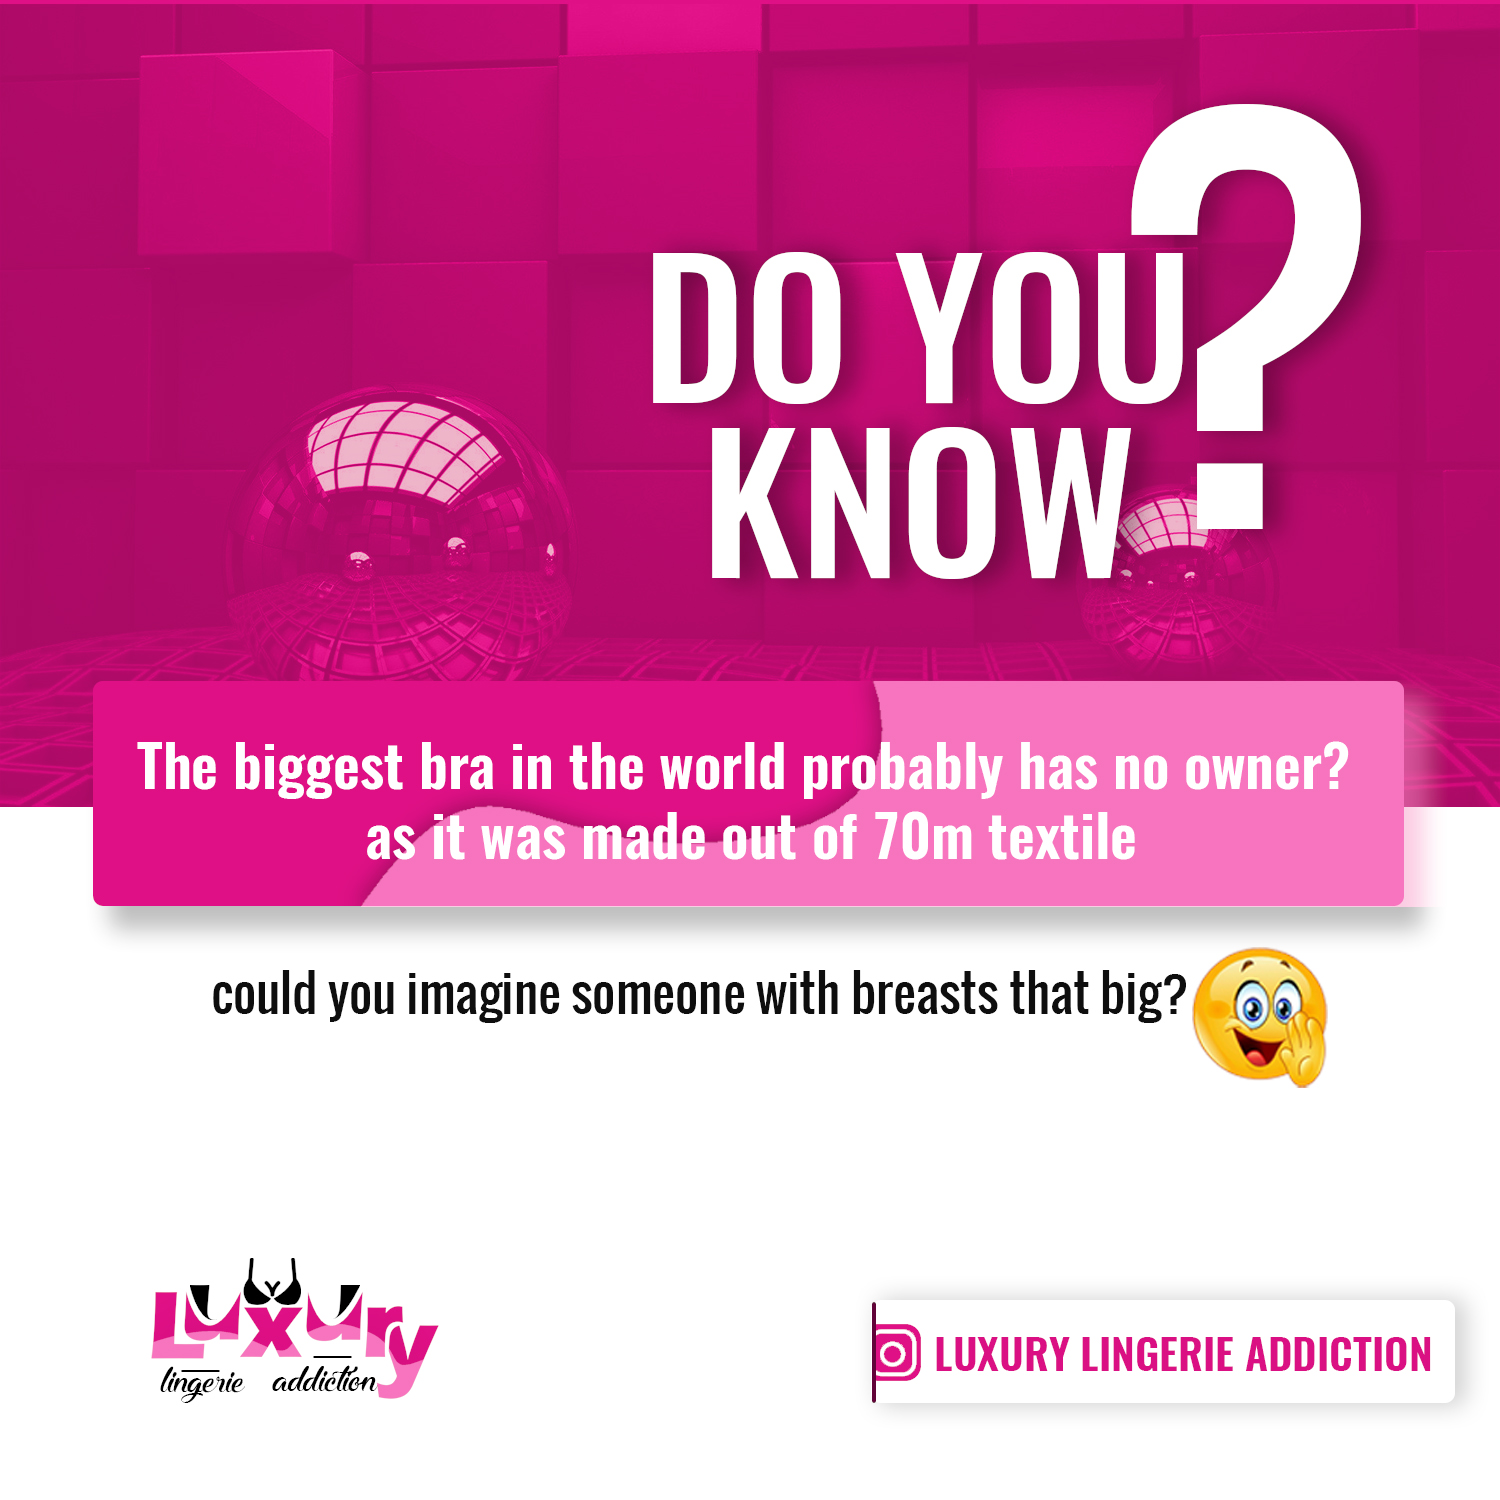 DO YOU?
KNOW
The biggest bra in the world probably has no owner?
as it was made out of 70m textile
could you imagine someone with breasts that big?
Luxury
lingerie addiction
LUXURY LINGERIE ADDICTION